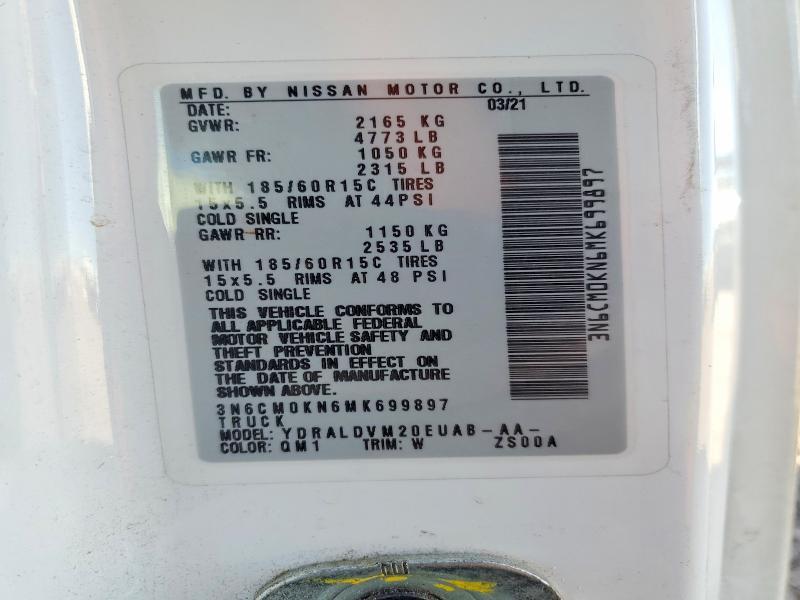 MFD. BY NISSAN MOTOR CO., LTD.
DATE: 03/21
GVWR: 2165 KG
4773 LB
GAWR FR: 1050 KG
2315 LB
WITH 185/60R15C TIRES
15x5.5 RIMS AT 44PSI
COLD SINGLE
GAWR RR: 1150 KG
2535 LB
WITH 185/60R15C TIRES
15x5.5 RIMS AT 48 PSI
COLD SINGLE
THIS VEHICLE CONFORMS TO
ALL APPLICABLE FEDERAL
MOTOR VEHICLE SAFETY AND
THEFT PREVENTION
STANDARDS IN EFFECT ON
THE DATE OF MANUFACTURE
SHOWN ABOVE.
3N6CM0KN6MK699897
TRUCK
MODEL: YDRALDVM20EUAB-AA-
COLOR: QM1 TRIM: W ZS00A
3N6CM0KN6MK699897